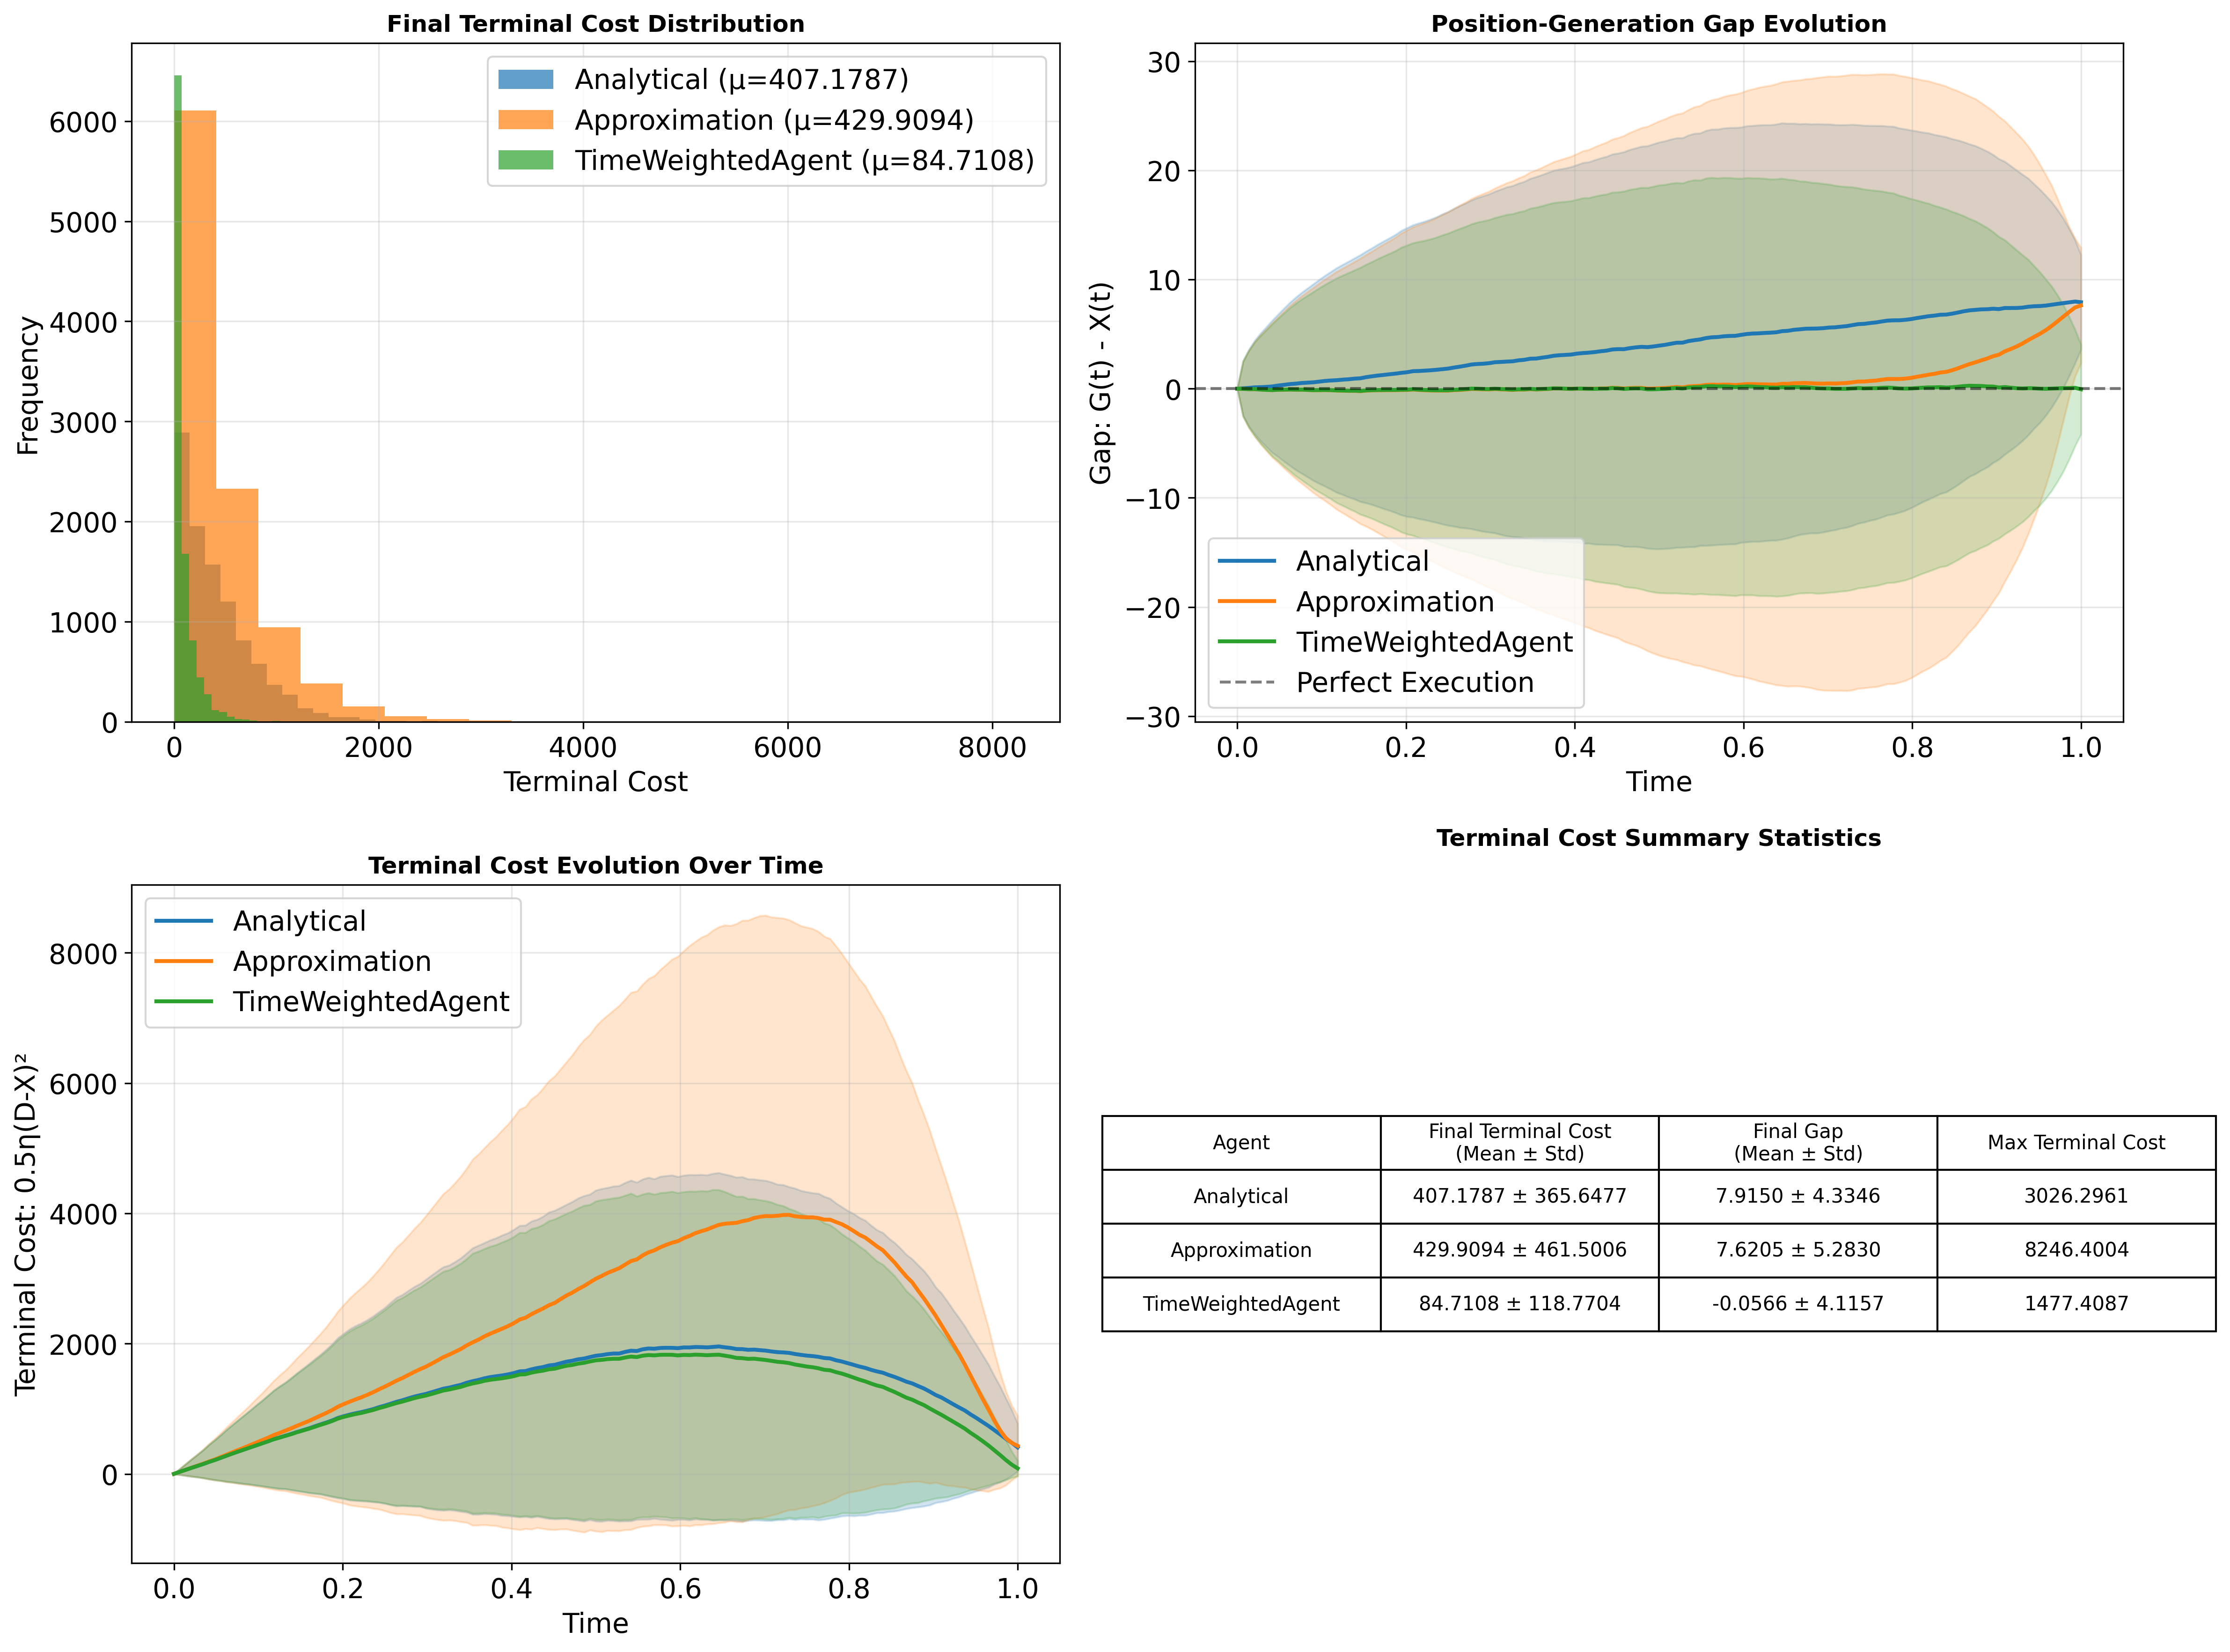 Final Terminal Cost Distribution
Analytical (μ=407.1787)
Approximation (μ=429.9094)
TimeWeightedAgent (μ=84.7108)
Frequency
6000
5000
4000
3000
2000
1000
0
0 2000 4000 6000 8000
Terminal Cost
Position-Generation Gap Evolution
Gap: G(t) - X(t)
30
20
10
0
−10
−20
−30
Analytical
Approximation
TimeWeightedAgent
Perfect Execution
0.0 0.2 0.4 0.6 0.8 1.0
Time
Terminal Cost Evolution Over Time
Analytical
Approximation
TimeWeightedAgent
Terminal Cost: 0.5η(D-X)²
8000
6000
4000
2000
0
0.0 0.2 0.4 0.6 0.8 1.0
Time
Terminal Cost Summary Statistics
Agent Final Terminal Cost (Mean ± Std) Final Gap (Mean ± Std) Max Terminal Cost
Analytical 407.1787 ± 365.6477 7.9150 ± 4.3346 3026.2961
Approximation 429.9094 ± 461.5006 7.6205 ± 5.2830 8246.4004
TimeWeightedAgent 84.7108 ± 118.7704 -0.0566 ± 4.1157 1477.4087